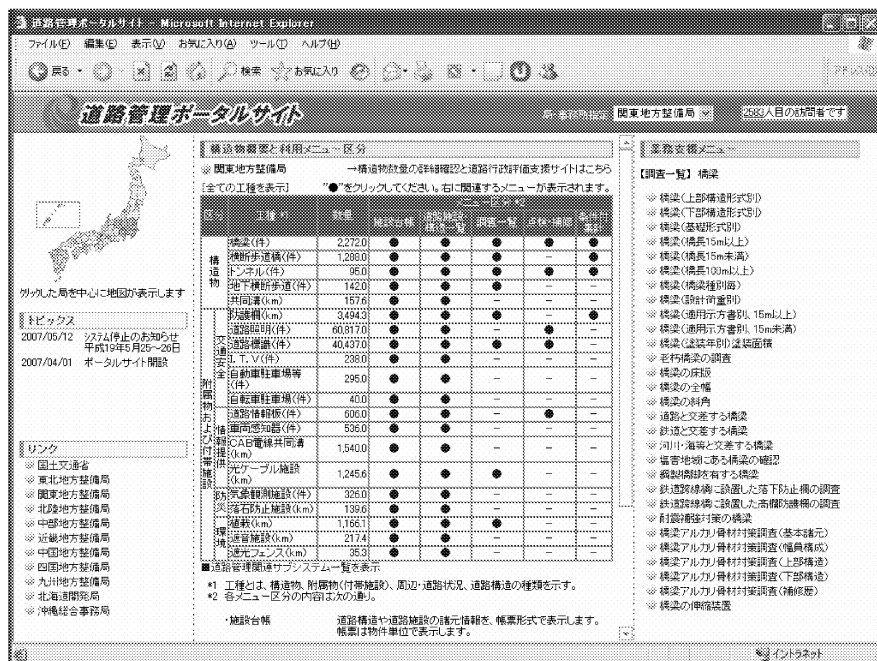 道路管理ポータルサイト - Microsoft Internet Explorer
ファイル(F) 編集(E) 表示(V) お気に入り(A) ツール(T) ヘルプ(H)
戻る 検索 お気に入り
道路管理ポータルサイト
関東地方整備局
2583人目の訪問者です
クリックした局を中心に地図が表示します
トピックス
2007/05/12 システム停止のお知らせ
平成19年5月25~26日
2007/04/01 ポータルサイト開設
リンク
国土交通省
東北地方整備局
関東地方整備局
北陸地方整備局
中部地方整備局
近畿地方整備局
中国地方整備局
四国地方整備局
九州地方整備局
北海道開発局
沖縄総合事務局
構造物概要と利用メニュー区分
関東地方整備局 →構造物数量の詳細確認と道路行政評価支援サイトはこちら
[全ての工種を表示] "●"をクリックしてください。右に関連するメニューが表示されます。
メニュー区分 *2
区分 工種 *1 数量 施設台帳 道路施設構造一覧 調査一覧 点検・補修 条件付集計
構造物
橋梁(件) 2,272.0 ● ● ● ● ●
横断歩道橋(件) 1,288.0 ● ● ● - ●
トンネル(件) 95.0 ● ● ● ● ●
地下横断歩道(件) 142.0 ● ● ● - -
共同溝(km) 157.6 ● ● - - -
附属物および付帯施設
交通安全
防護柵(km) 3,494.3 ● ● ● - ●
道路照明(件) 60,817.0 ● ● - ● -
道路標識(件) 40,437.0 ● ● ● ● -
I.T.V(件) 238.0 ● ● - - -
自動車駐車場等(件) 295.0 ● ● - - -
自転車駐車場(件) 40.0 ● ● - - -
情報提供
道路情報板(件) 606.0 ● ● - ● -
車両感知器(件) 536.0 ● ● - - -
CAB電線共同溝(km) 1,540.0 ● ● - - -
光ケーブル施設(km) 1,245.6 ● ● ● - -
防災
気象観測施設(件) 326.0 ● ● - - -
落石防止施設(km) 139.6 ● ● - - -
環境
植栽(km) 1,166.1 ● ● ● - -
遮音施設(km) 217.4 ● ● - - -
遮光フェンス(km) 35.3 ● ● - - -
■道路管理関連サブシステム一覧を表示
*1 工種とは、構造物、附属物(付帯施設)、周辺・道路状況、道路構造の種類を示す。
*2 各メニュー区分の内容は次の通り。
・施設台帳 道路構造や道路施設の諸元情報を、帳票形式で表示します。
帳票は物件単位で表示します。
業務支援メニュー
【調査一覧】 橋梁
橋梁(上部構造形式別)
橋梁(下部構造形式別)
橋梁(基礎形式別)
橋梁(橋長15m以上)
橋梁(橋長15m未満)
橋梁(橋長100m以上)
橋梁(橋梁種別毎)
橋梁(設計荷重別)
橋梁(適用示方書別、15m以上)
橋梁(適用示方書別、15m未満)
橋梁(塗装年別)塗装面積
老朽橋梁の調査
橋梁の床版
橋梁の全幅
橋梁の斜角
道路と交差する橋梁
鉄道と交差する橋梁
河川・海等と交差する橋梁
塩害地域にある橋梁の確認
鋼製橋脚を有する橋梁
鉄道跨線橋に設置した落下防止柵の調査
鉄道跨線橋に設置した高欄防護柵の調査
耐震補強対策の橋梁
橋梁アルカリ骨材対策調査(基本諸元)
橋梁アルカリ骨材対策調査(幅員構成)
橋梁アルカリ骨材対策調査(上部構造)
橋梁アルカリ骨材対策調査(下部構造)
橋梁アルカリ骨材対策調査(補修歴)
橋梁の伸縮装置
イントラネット